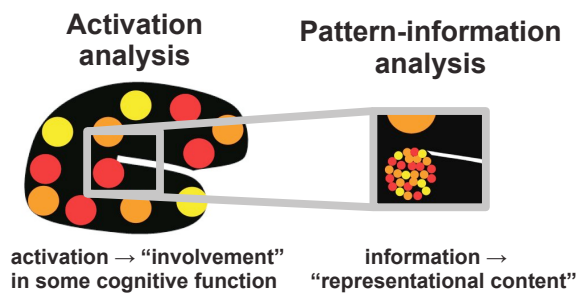 Activation
analysis
Pattern-information
analysis
activation → “involvement”
in some cognitive function
information →
“representational content”